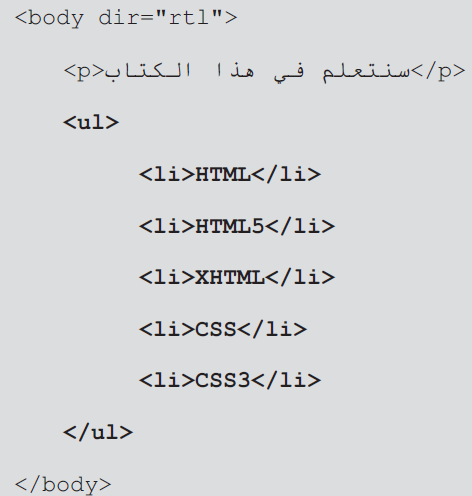 <body dir="rtl">
<p>سنتعلم في هذا الكتاب</p>
<ul>
<li>HTML</li>
<li>HTML5</li>
<li>XHTML</li>
<li>CSS</li>
<li>CSS3</li>
</ul>
</body>